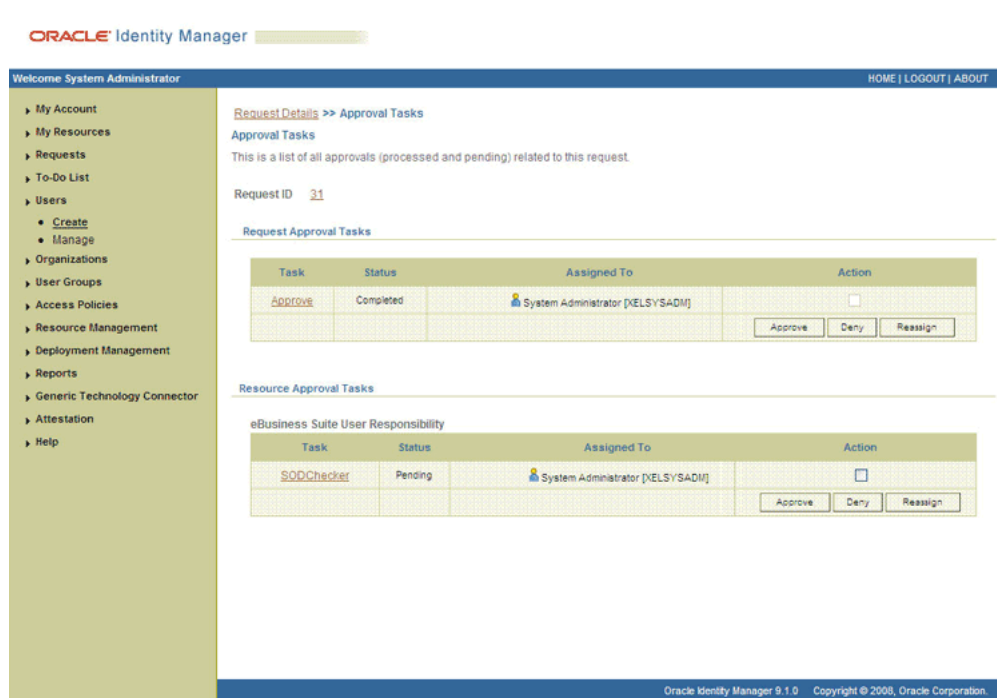 ORACLE Identity Manager
Welcome System Administrator
HOME | LOGOUT | ABOUT
My Account
My Resources
Requests
To-Do List
Users
Create
Manage
Organizations
User Groups
Access Policies
Resource Management
Deployment Management
Reports
Generic Technology Connector
Attestation
Help
Request Details >> Approval Tasks
Approval Tasks
This is a list of all approvals (processed and pending) related to this request.
Request ID 31
Request Approval Tasks
Task Status Assigned To Action
Approve Completed System Administrator [XELSYSADM]
Approve Deny Reassign
Resource Approval Tasks
eBusiness Suite User Responsibility
Task Status Assigned To Action
SODChecker Pending System Administrator [XELSYSADM]
Approve Deny Reassign
Oracle Identity Manager 9.1.0 Copyright © 2008, Oracle Corporation.